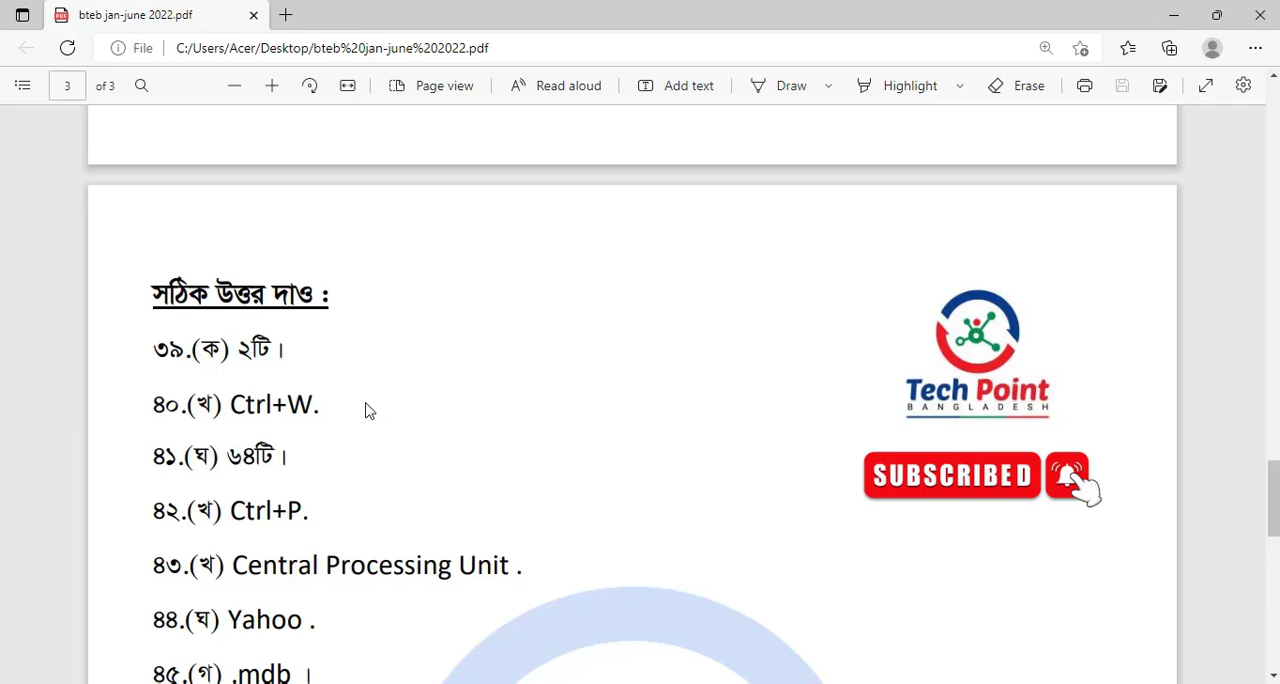 bteb jan-june 2022.pdf
File C:/Users/Acer/Desktop/bteb%20jan-june%202022.pdf
3 of 3 Page view Read aloud Add text Draw Highlight Erase
সঠিক উত্তর দাও :
৩৯.(ক) ২টি।
৪০.(খ) Ctrl+W.
৪১.(ঘ) ৬৪টি।
৪২.(খ) Ctrl+P.
৪৩.(খ) Central Processing Unit .
৪৪.(ঘ) Yahoo .
৪৫.(গ) .mdb ।
Tech Point
BANGLADESH
SUBSCRIBED